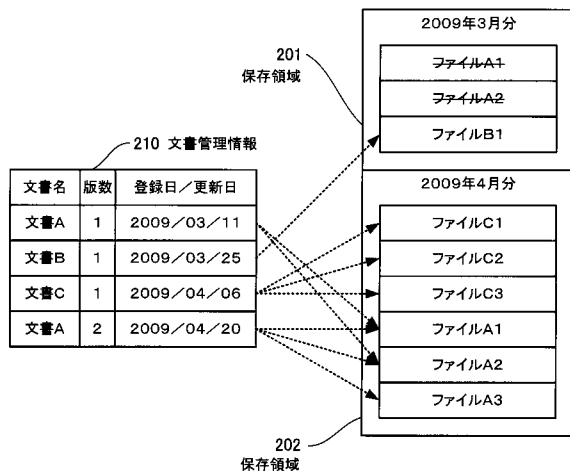 2009年3月分
201
保存領域
ファイルA1
ファイルA2
ファイルB1
210 文書管理情報
文書名 版数 登録日／更新日
文書A 1 2009／03／11
文書B 1 2009／03／25
文書C 1 2009／04／06
文書A 2 2009／04／20
2009年4月分
ファイルC1
ファイルC2
ファイルC3
ファイルA1
ファイルA2
ファイルA3
202
保存領域